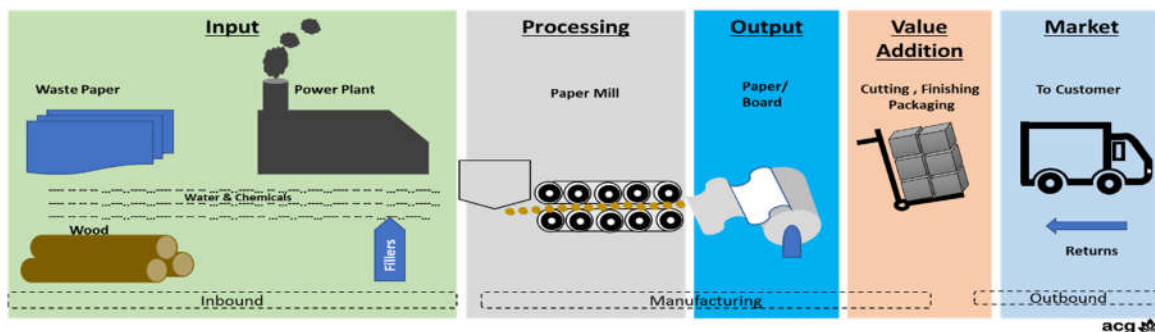 Input
Waste Paper
Power Plant
Water & Chemicals
Wood
Fillers
Inbound
Processing
Paper Mill
Output
Paper/
Board
Manufacturing
Value
Addition
Cutting , Finishing
Packaging
Market
To Customer
Returns
Outbound
acg